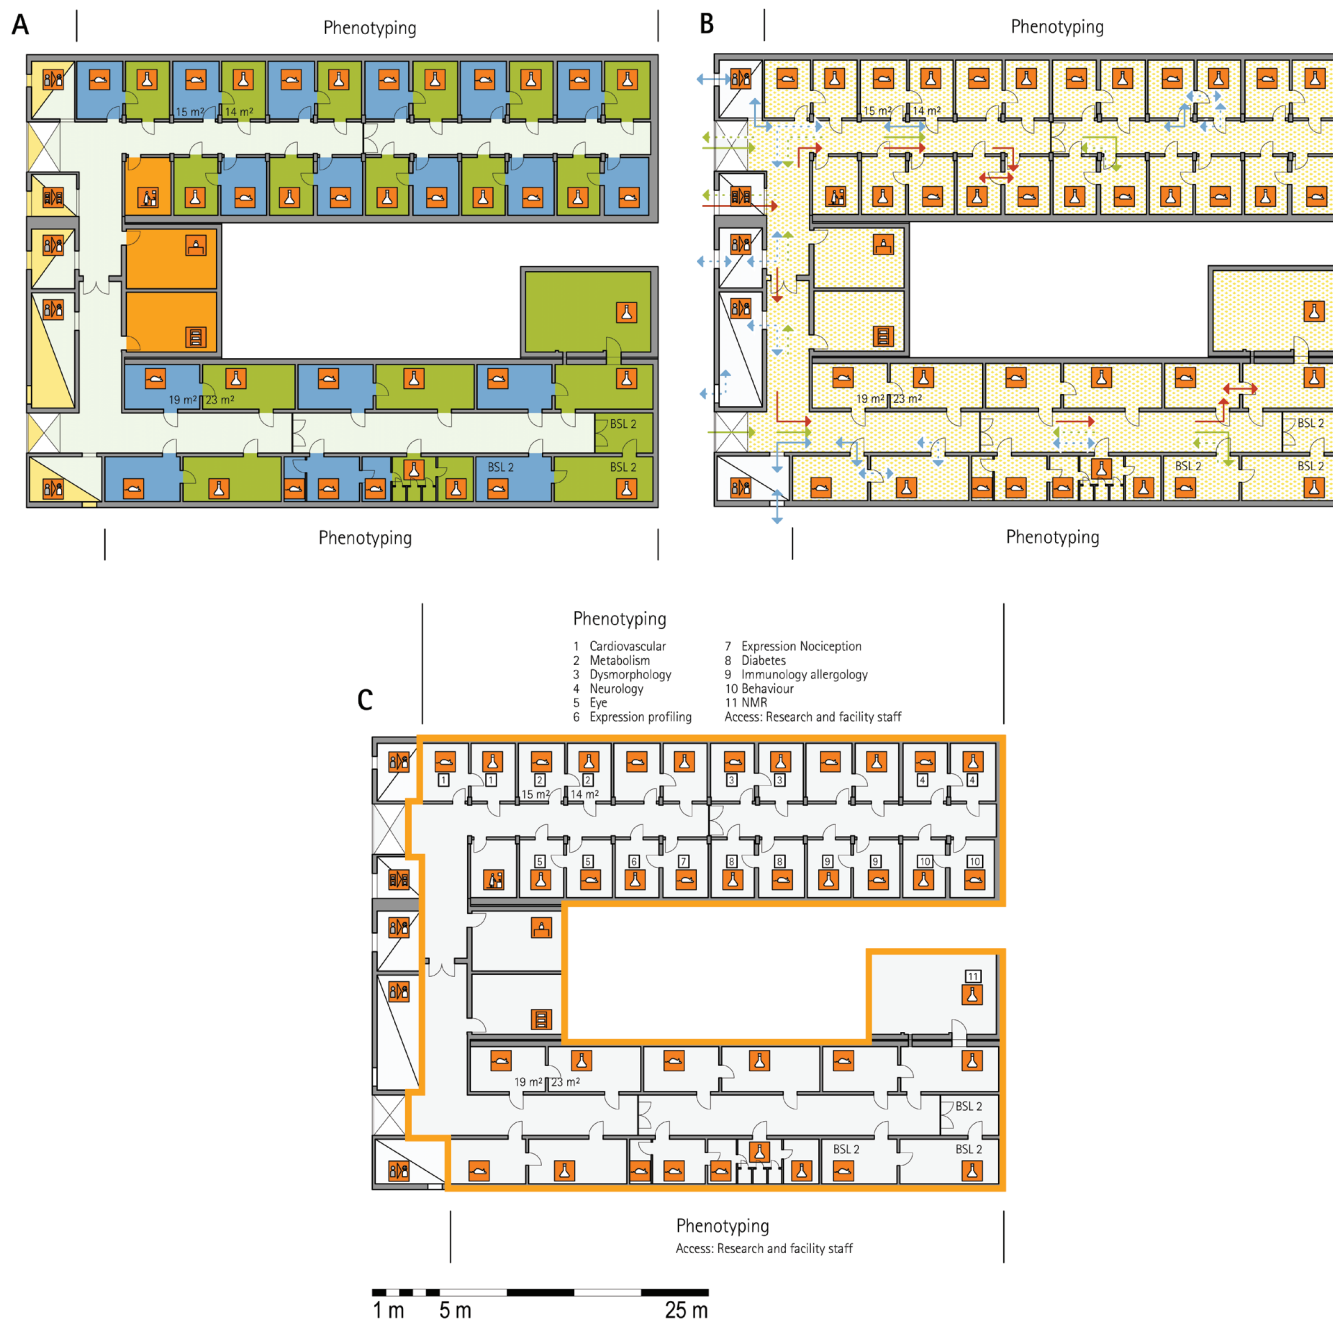 A
Phenotyping
15 m² 14 m²
19 m² 23 m²
BSL 2
BSL 2
BSL 2
Phenotyping
B
Phenotyping
15 m² 14 m²
19 m² 23 m²
BSL 2
BSL 2
BSL 2
Phenotyping
C
Phenotyping
1 Cardiovascular
2 Metabolism
3 Dysmorphology
4 Neurology
5 Eye
6 Expression profiling
7 Expression Nociception
8 Diabetes
9 Immunology allergology
10 Behaviour
11 NMR
Access: Research and facility staff
1 1 2 2 3 3 4 4
15 m² 14 m²
5 5 6 7 8 8 9 9 10 10
11
19 m² 23 m²
BSL 2
BSL 2
BSL 2
Phenotyping
Access: Research and facility staff
1 m 5 m 25 m